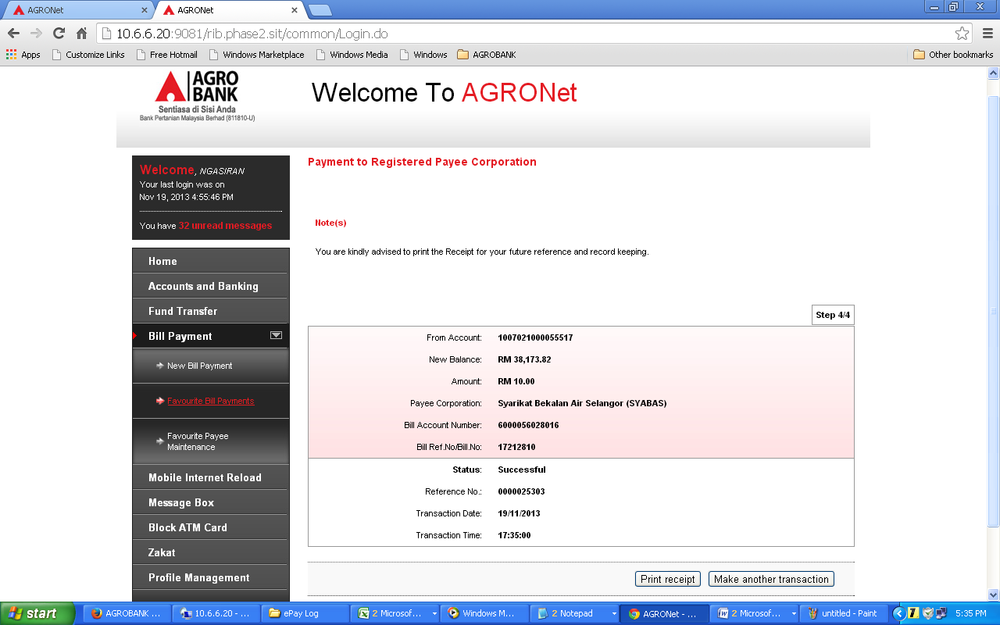 AGRONet
AGRONet
10.6.6.20:9081/rib.phase2.sit/common/Login.do
Apps
Customize Links
Free Hotmail
Windows Marketplace
Windows Media
Windows
AGROBANK
Other bookmarks
AGRO
BANK
Sentiasa di Sisi Anda
Bank Pertanian Malaysia Berhad (811810-U)
Welcome To AGRONet
Welcome, NGASIRAN
Your last login was on
Nov 19, 2013 4:55:46 PM
You have 32 unread messages
Home
Accounts and Banking
Fund Transfer
Bill Payment
New Bill Payment
Favourite Bill Payments
Favourite Payee
Maintenance
Mobile Internet Reload
Message Box
Block ATM Card
Zakat
Profile Management
Payment to Registered Payee Corporation
Note(s)
You are kindly advised to print the Receipt for your future reference and record keeping.
Step 4/4
From Account: 1007021000055517
New Balance: RM 38,173.82
Amount: RM 10.00
Payee Corporation: Syarikat Bekalan Air Selangor (SYABAS)
Bill Account Number: 6000056028016
Bill Ref.No/Bill.No: 17212810
Status: Successful
Reference No.: 0000025303
Transaction Date: 19/11/2013
Transaction Time: 17:35:00
Print receipt
Make another transaction
start
AGROBANK ...
10.6.6.20 - ...
ePay Log
2 Microsof...
Windows M...
2 Notepad
AGRONet - ...
2 Microsof...
untitled - Paint
5:35 PM